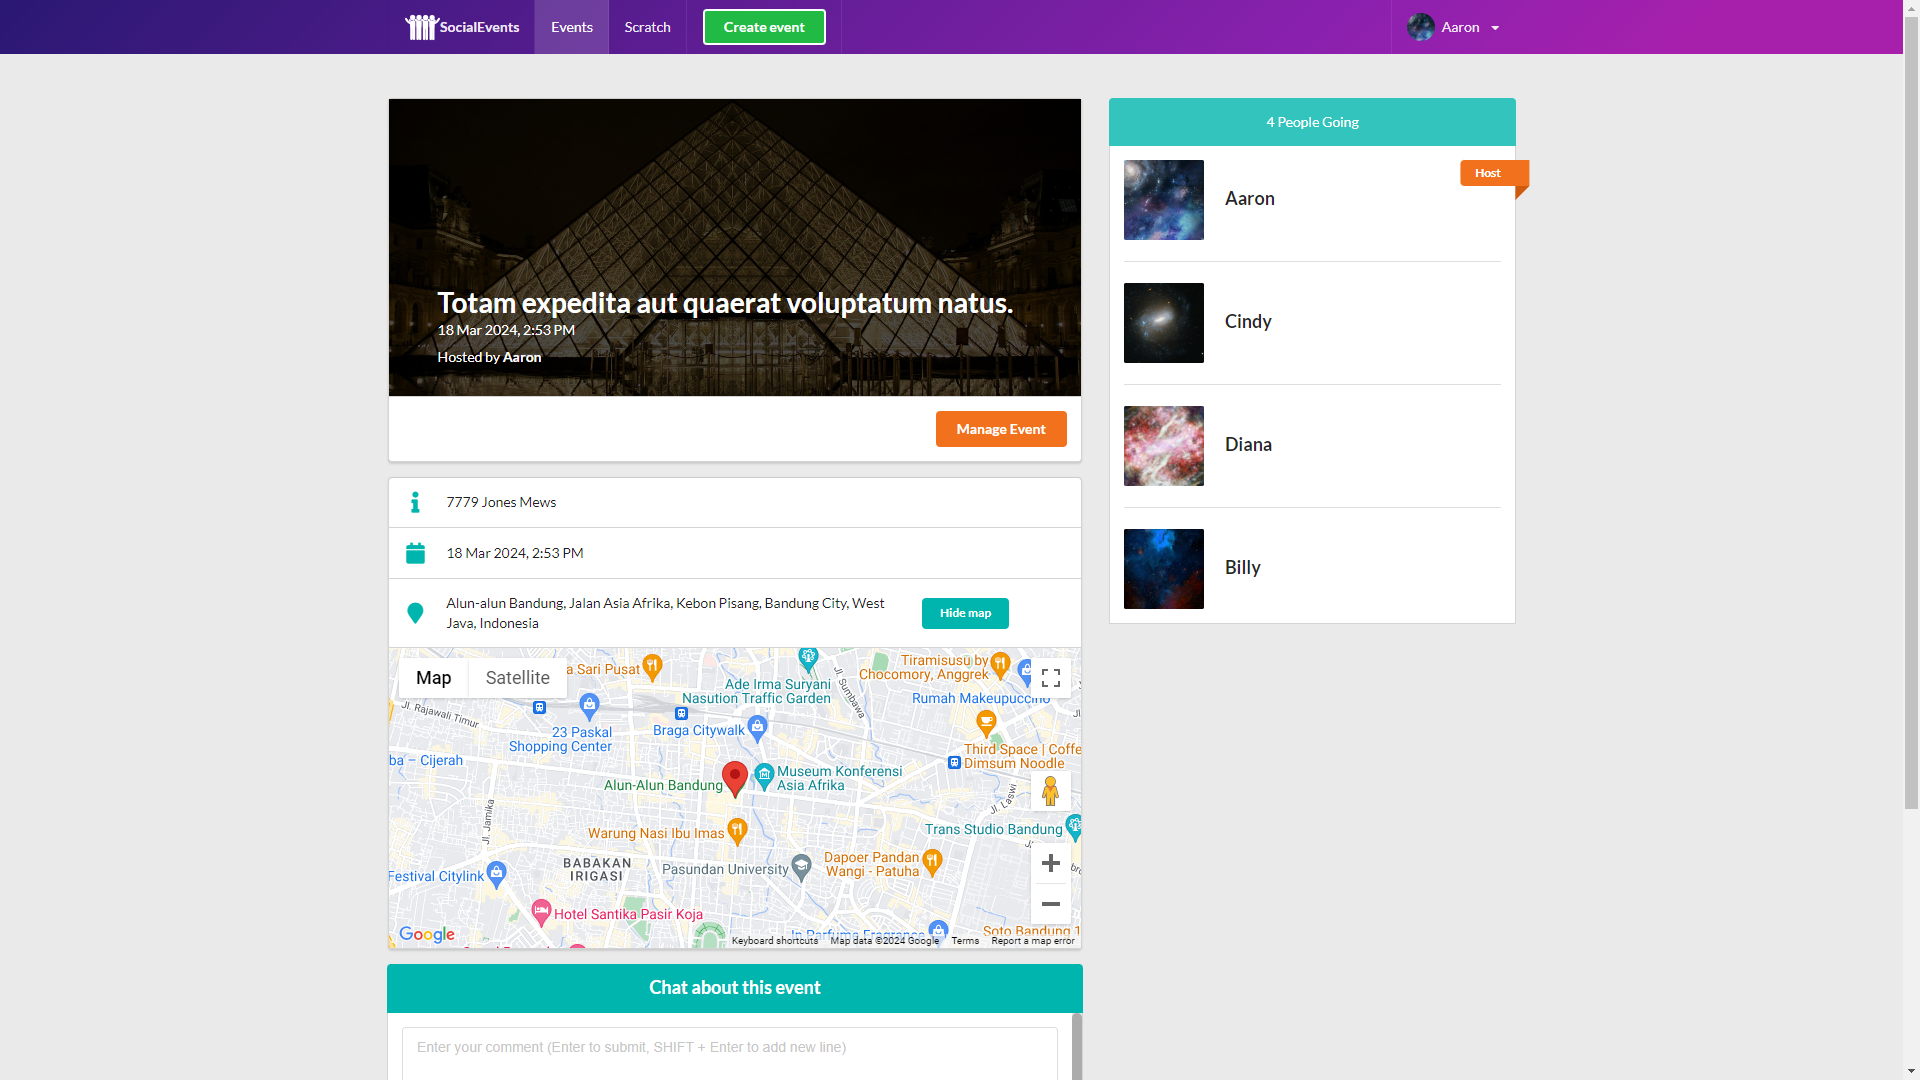 SocialEvents
Events
Scratch
Create event
Aaron
Totam expedita aut quaerat voluptatum natus.
18 Mar 2024, 2:53 PM
Hosted by Aaron
Manage Event
7779 Jones Mews
18 Mar 2024, 2:53 PM
Alun-alun Bandung, Jalan Asia Afrika, Kebon Pisang, Bandung City, West
Java, Indonesia
Hide map
Map
Satellite
a Sari Pusat
Ade Irma Suryani
Nasution Traffic Garden
Jl. Sumbawa
Tiramisusu by
Chocomory, Anggrek
Rumah Makeupuccino
Jl. Rajawali Timur
23 Paskal
Shopping Center
Braga Citywalk
Third Space | Coffe
Dimsum Noodle
ba – Cijerah
Museum Konferensi
Asia Afrika
Alun-Alun Bandung
Jl. Laswi
Jl. Jamika
Warung Nasi Ibu Imas
Trans Studio Bandung
BABAKAN
IRIGASI
Pasundan University
Dapoer Pandan
Wangi - Patuha
Festival Citylink
Hotel Santika Pasir Koja
In Parfume Fragrance
Soto Bandung 1
Google
Keyboard shortcuts
Map data ©2024 Google
Terms
Report a map error
Chat about this event
Enter your comment (Enter to submit, SHIFT + Enter to add new line)
4 People Going
Aaron
Host
Cindy
Diana
Billy